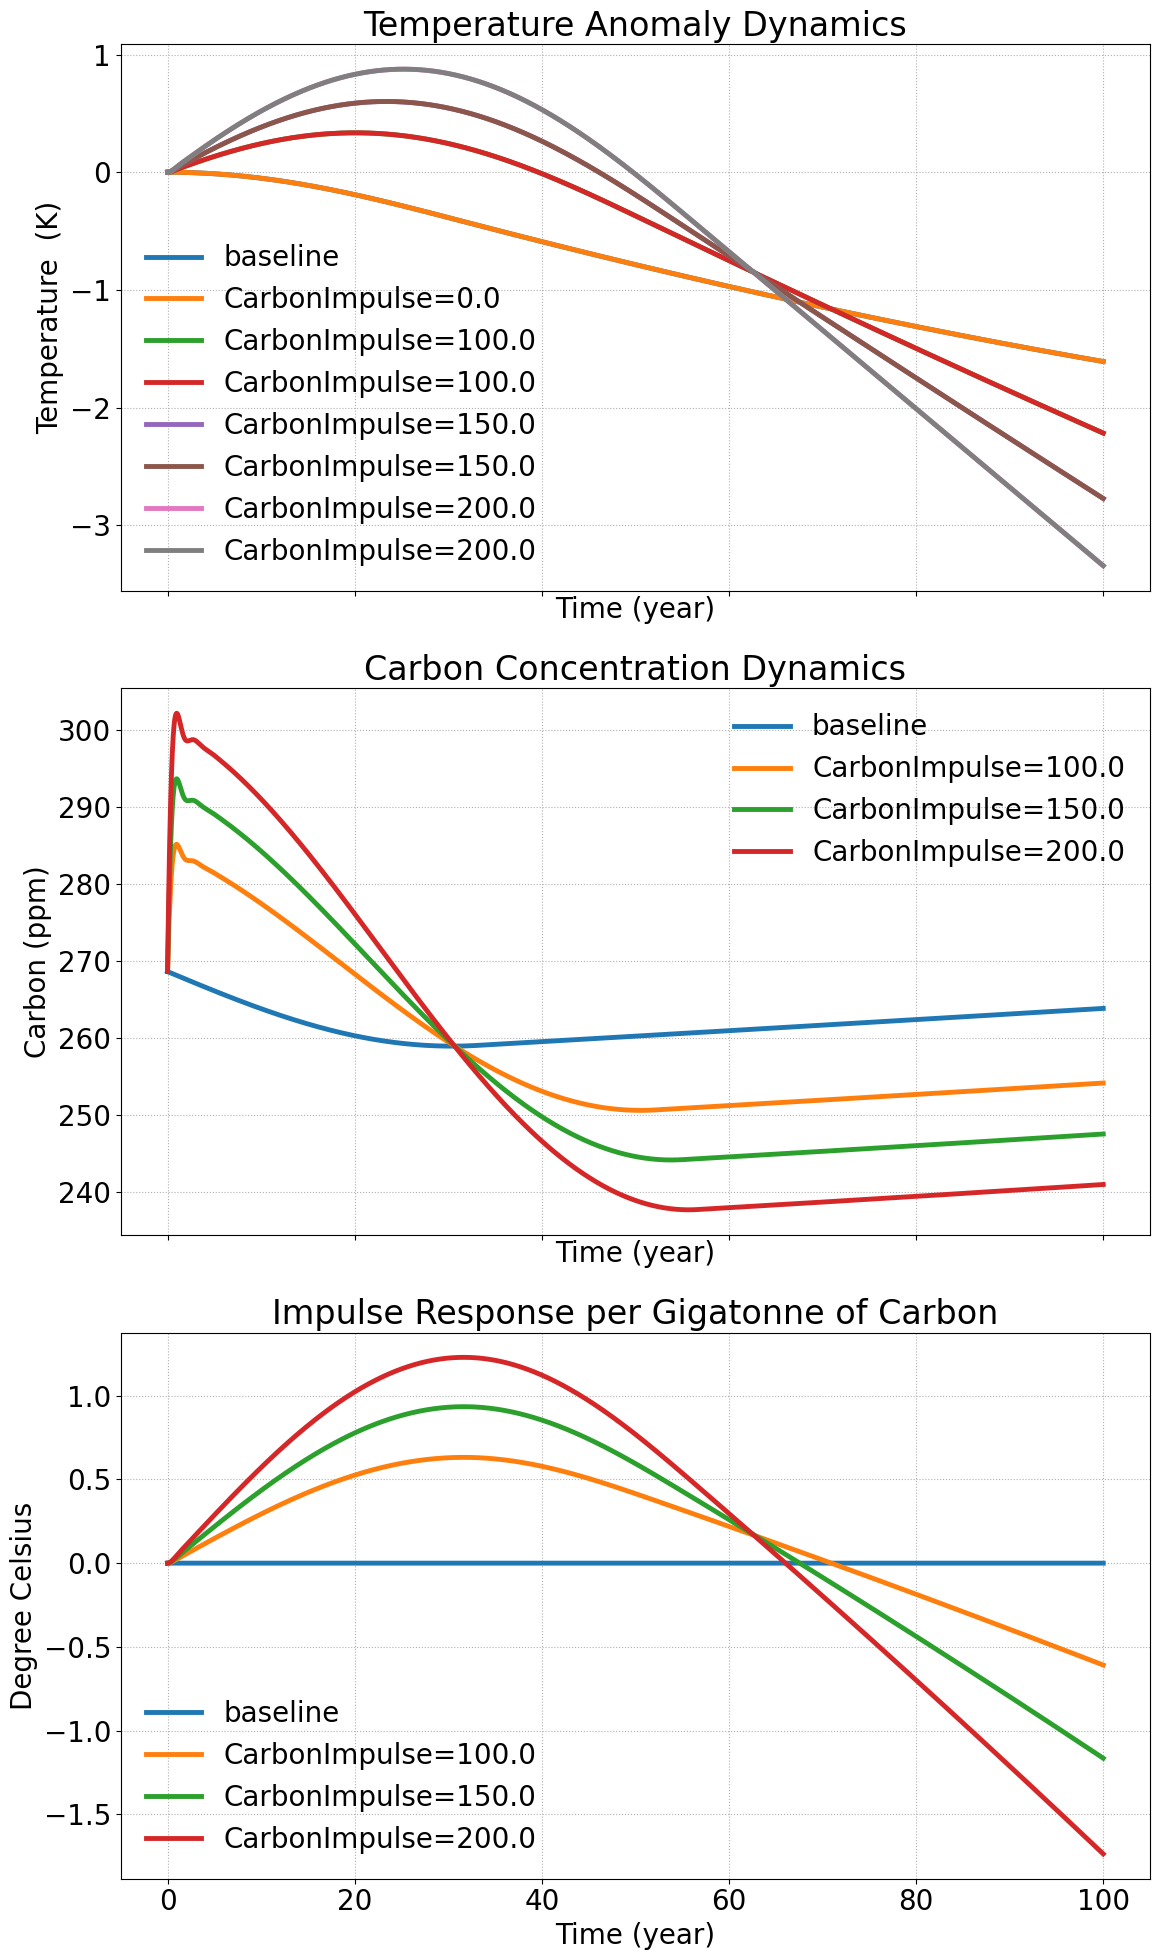 Temperature Anomaly Dynamics
1
0
−1
−2
−3
Temperature (K)
baseline
CarbonImpulse=0.0
CarbonImpulse=100.0
CarbonImpulse=100.0
CarbonImpulse=150.0
CarbonImpulse=150.0
CarbonImpulse=200.0
CarbonImpulse=200.0
Time (year)
Carbon Concentration Dynamics
300
290
280
270
260
250
240
Carbon (ppm)
baseline
CarbonImpulse=100.0
CarbonImpulse=150.0
CarbonImpulse=200.0
Time (year)
Impulse Response per Gigatonne of Carbon
1.0
0.5
0.0
−0.5
−1.0
−1.5
Degree Celsius
baseline
CarbonImpulse=100.0
CarbonImpulse=150.0
CarbonImpulse=200.0
0 20 40 60 80 100
Time (year)